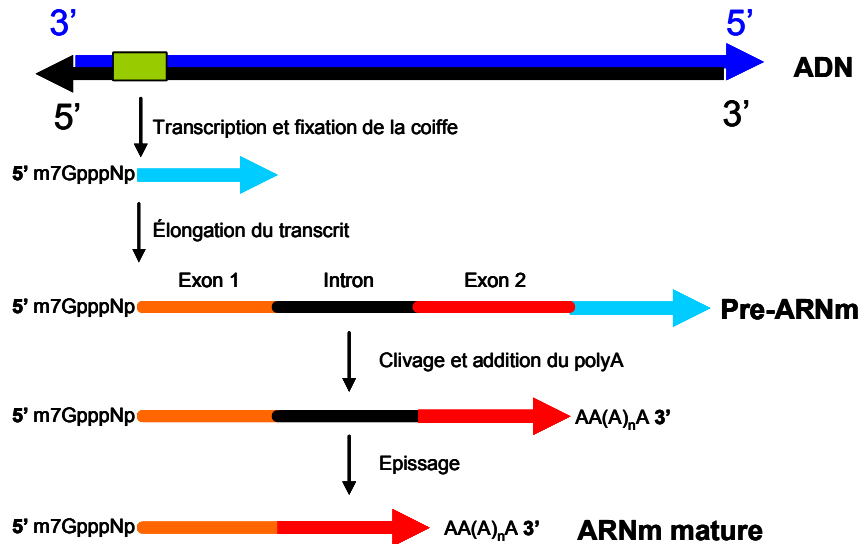 3’ 5’
ADN
5’ 3’
Transcription et fixation de la coiffe
5’ m7GpppNp
Élongation du transcrit
Exon 1 Intron Exon 2
5’ m7GpppNp Pre-ARNm
Clivage et addition du polyA
5’ m7GpppNp AA(A)nA 3’
Epissage
5’ m7GpppNp AA(A)nA 3’ ARNm mature